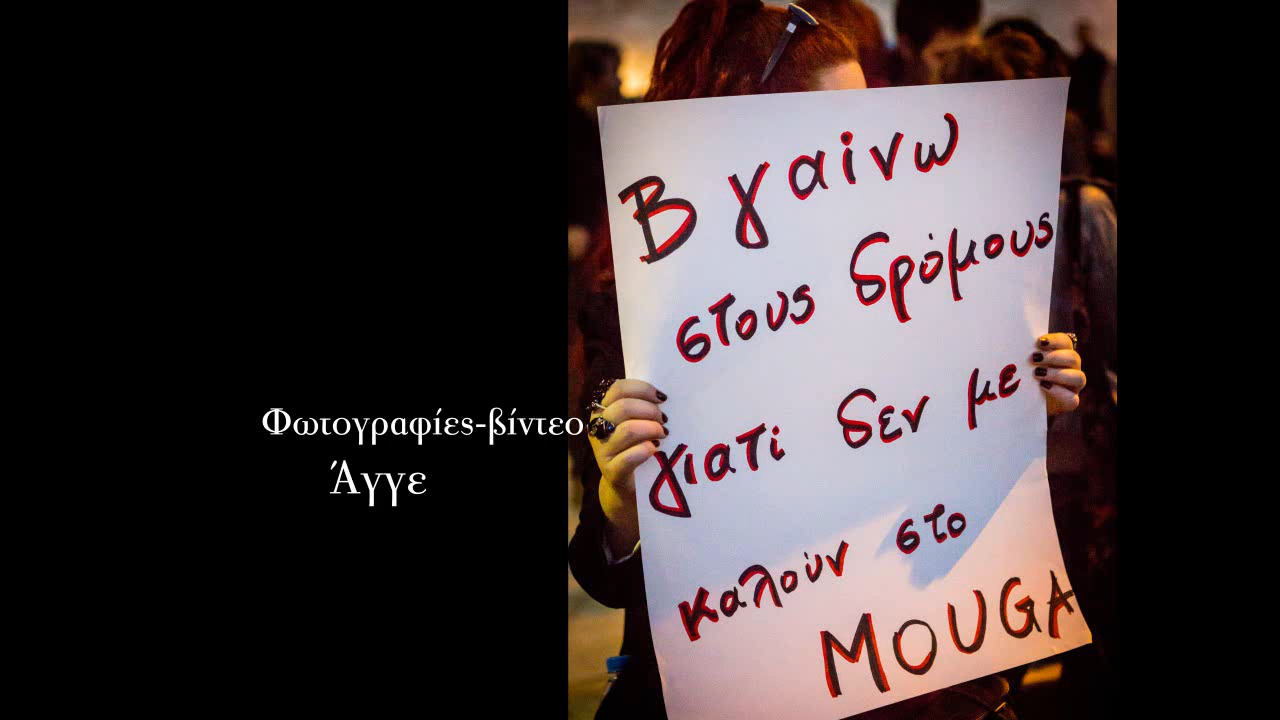 Βγαίνω
στους δρόμους
γιατί δεν με
καλούν στο
MOUGA
Φωτογραφίες-βίντεο
Άγγε